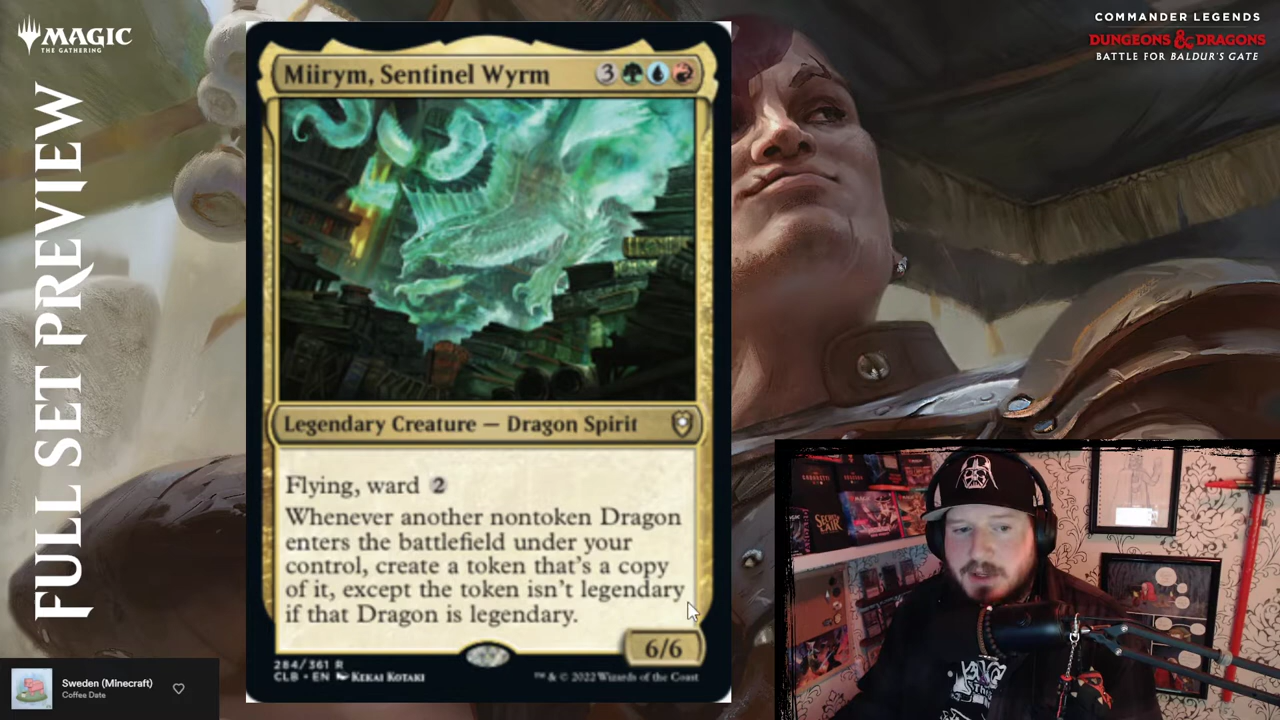 MAGIC
THE GATHERING
FULL SET PREVIEW
COMMANDER LEGENDS
DUNGEONS & DRAGONS
BATTLE FOR BALDUR'S GATE
Miirym, Sentinel Wyrm 3
Legendary Creature — Dragon Spirit
Flying, ward 2
Whenever another nontoken Dragon
enters the battlefield under your
control, create a token that's a copy
of it, except the token isn't legendary
if that Dragon is legendary.
6/6
284/361 R
CLB • EN KEKAI KOTAKI
™ & © 2022 Wizards of the Coast
Sweden (Minecraft)
Coffee Date
SECRET
LAIR